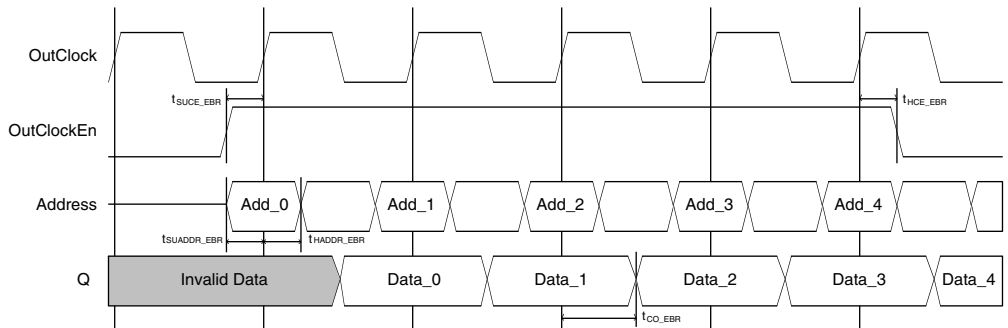 OutClock
tSUCE_EBR
tHCE_EBR
OutClockEn
Address Add_0 Add_1 Add_2 Add_3 Add_4
tSUADDR_EBR tHADDR_EBR
Q Invalid Data Data_0 Data_1 Data_2 Data_3 Data_4
tCO_EBR